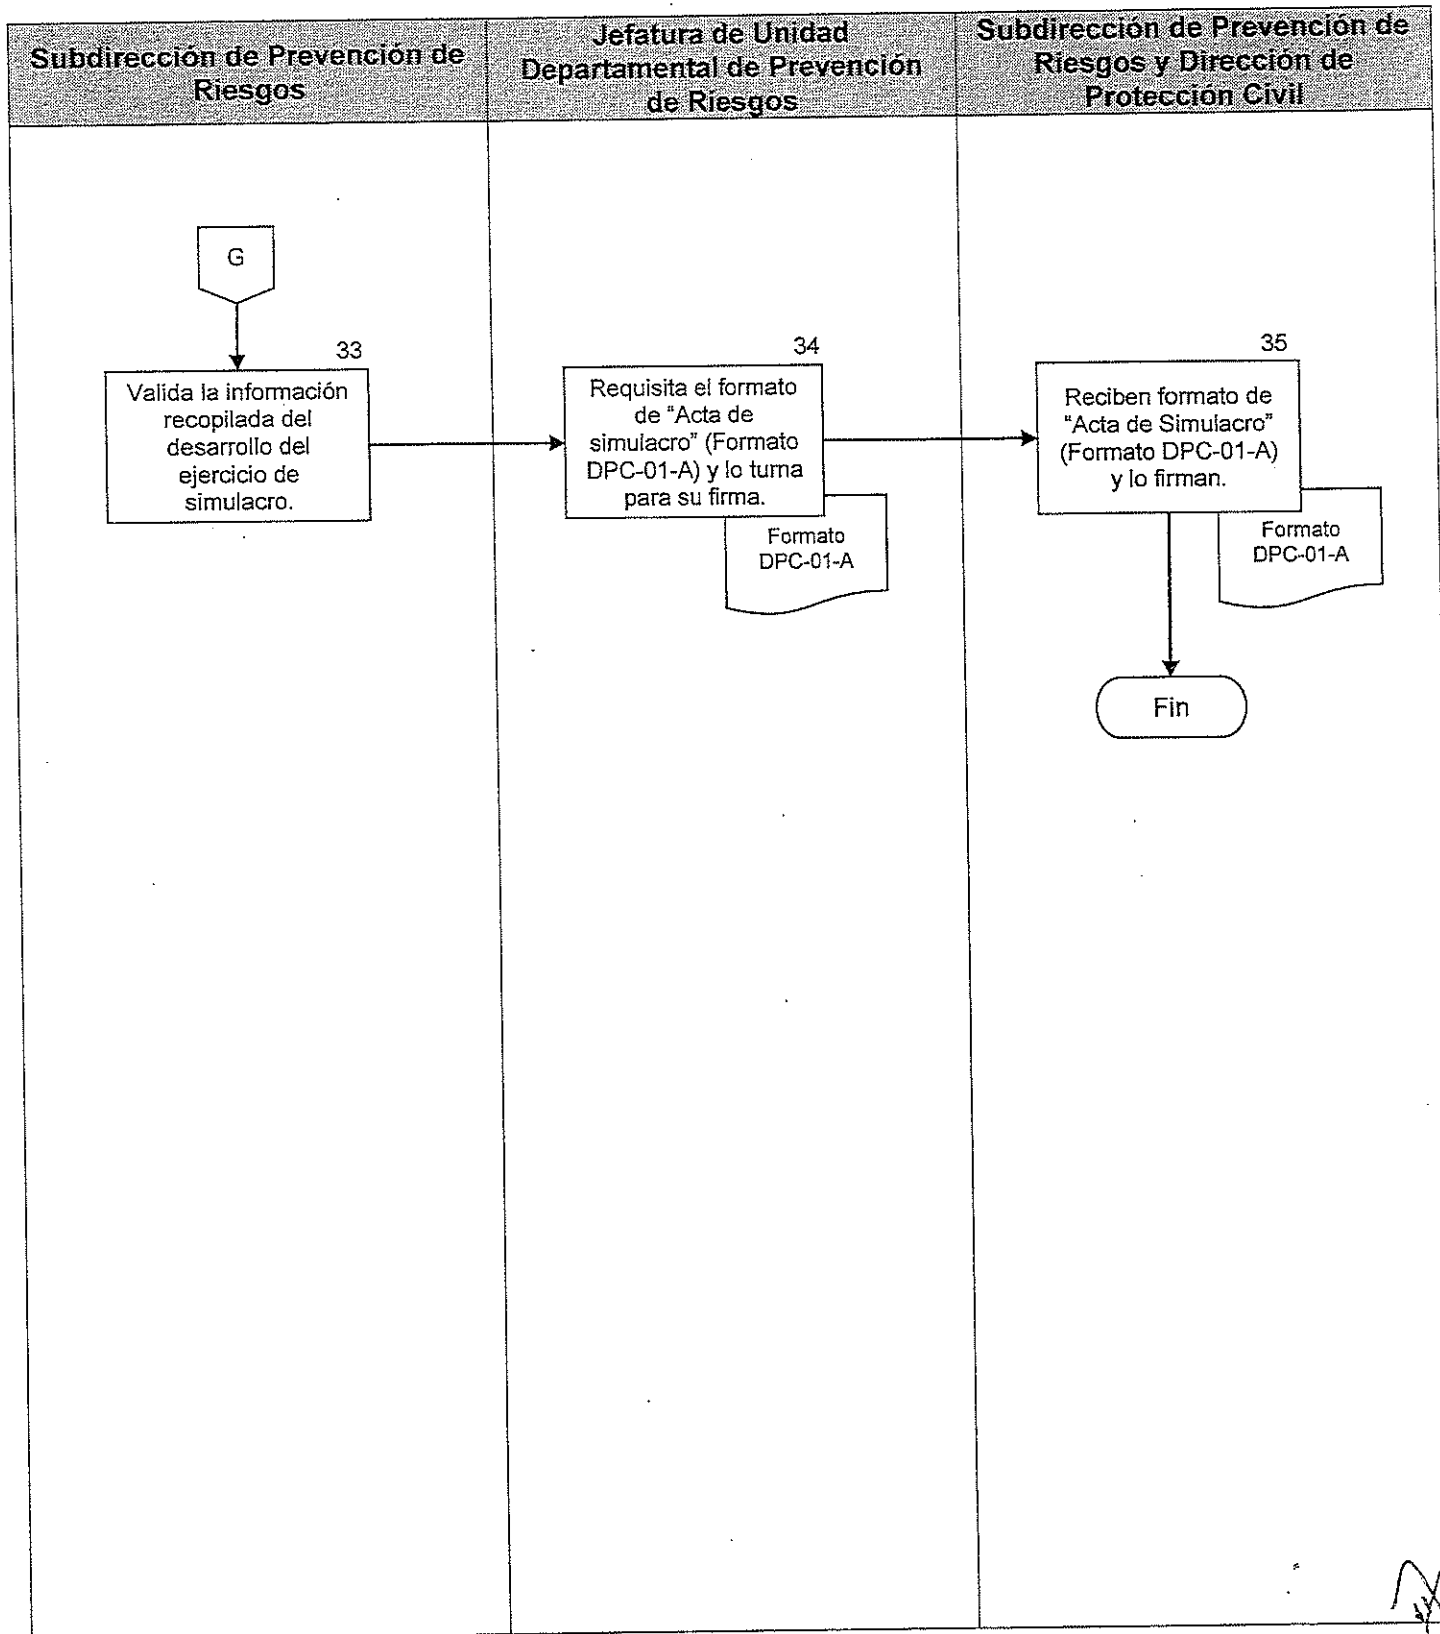 Subdirección de Prevención de
Riesgos
Jefatura de Unidad
Departamental de Prevención
de Riesgos
Subdirección de Prevención de
Riesgos y Dirección de
Protección Civil
G
33
Valida la información
recopilada del
desarrollo del
ejercicio de
simulacro.
34
Requisita el formato
de “Acta de
simulacro” (Formato
DPC-01-A) y lo turna
para su firma.
Formato
DPC-01-A
35
Reciben formato de
“Acta de Simulacro”
(Formato DPC-01-A)
y lo firman.
Formato
DPC-01-A
Fin